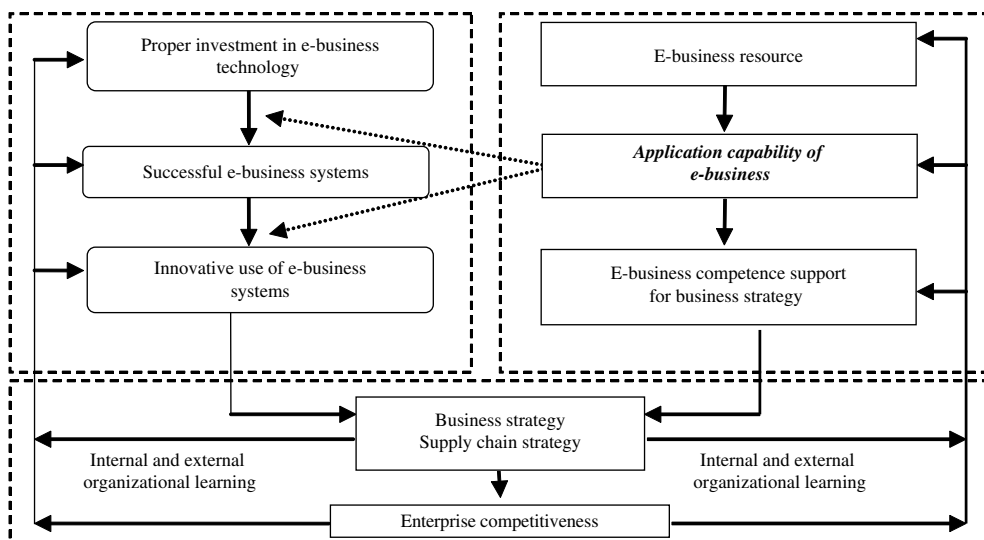 Proper investment in e-business
technology
Successful e-business systems
Innovative use of e-business
systems
E-business resource
Application capability of
e-business
E-business competence support
for business strategy
Business strategy
Supply chain strategy
Internal and external
organizational learning
Internal and external
organizational learning
Enterprise competitiveness